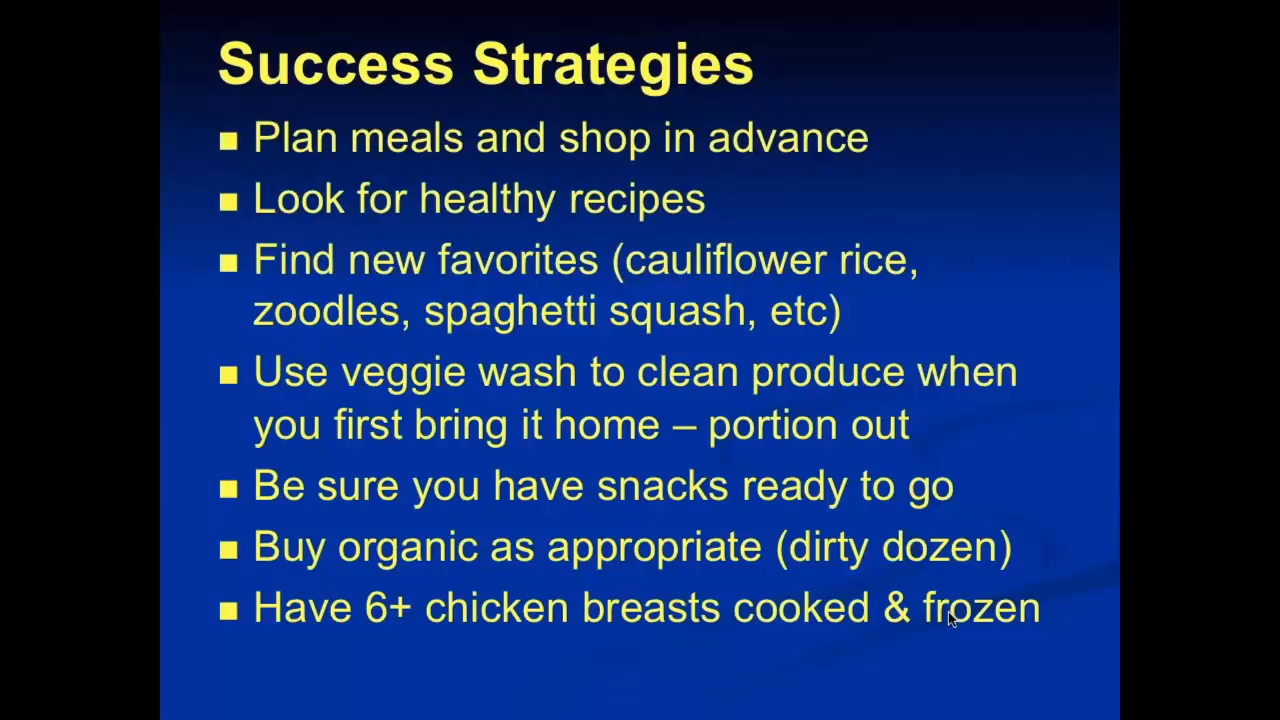 Success Strategies
■ Plan meals and shop in advance
■ Look for healthy recipes
■ Find new favorites (cauliflower rice,
zoodles, spaghetti squash, etc)
■ Use veggie wash to clean produce when
you first bring it home – portion out
■ Be sure you have snacks ready to go
■ Buy organic as appropriate (dirty dozen)
■ Have 6+ chicken breasts cooked & frozen